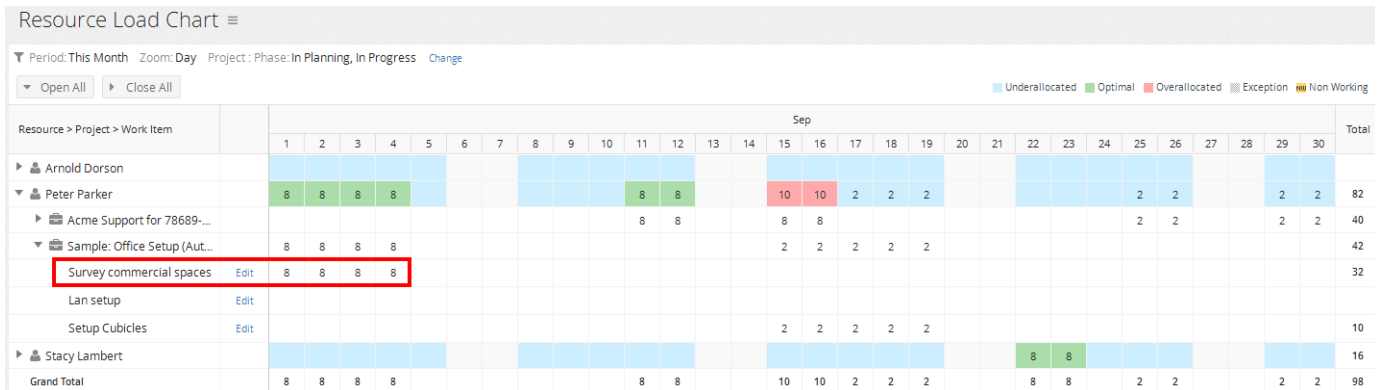 Resource Load Chart
Period: This Month Zoom: Day Project : Phase: In Planning, In Progress Change
Open All Close All Underallocated Optimal Overallocated Exception NW Non Working
Resource > Project > Work Item Sep Total
1 2 3 4 5 6 7 8 9 10 11 12 13 14 15 16 17 18 19 20 21 22 23 24 25 26 27 28 29 30
Arnold Dorson
Peter Parker 8 8 8 8 8 8 10 10 2 2 2 2 2 2 2 82
Acme Support for 78689-... 8 8 8 8 2 2 2 2 40
Sample: Office Setup (Aut... 8 8 8 8 2 2 2 2 2 42
Survey commercial spaces Edit 8 8 8 8 32
Lan setup Edit
Setup Cubicles Edit 2 2 2 2 2 10
Stacy Lambert 8 8 16
Grand Total 8 8 8 8 8 8 10 10 2 2 2 8 8 2 2 2 2 98